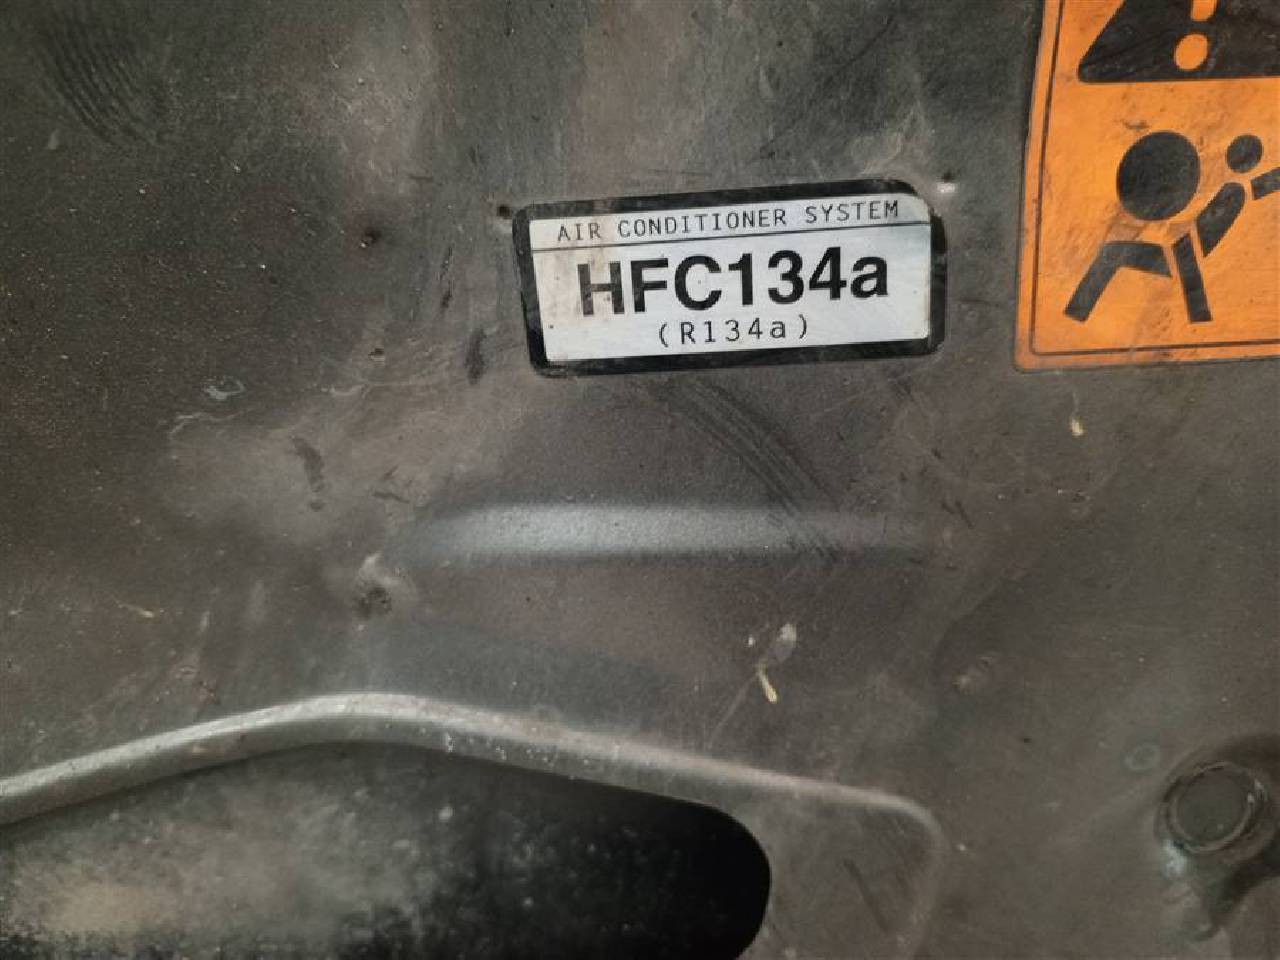 AIR CONDITIONER SYSTEM
HFC134a
(R134a)